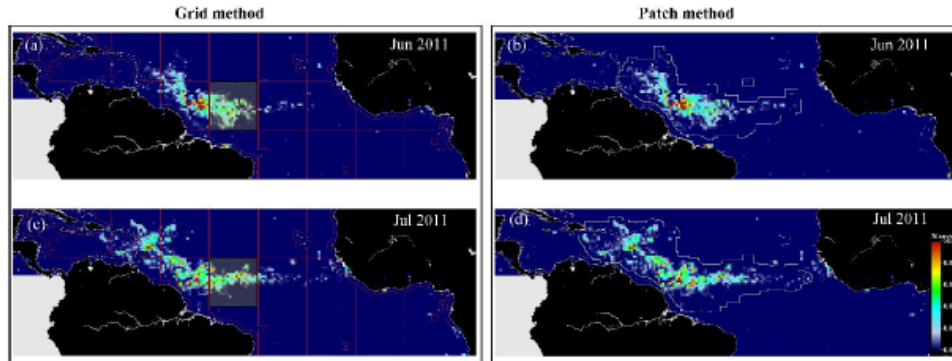 Grid method
Patch method
(a)
Jun 2011
(b)
Jun 2011
(c)
Jul 2011
(d)
Jul 2011